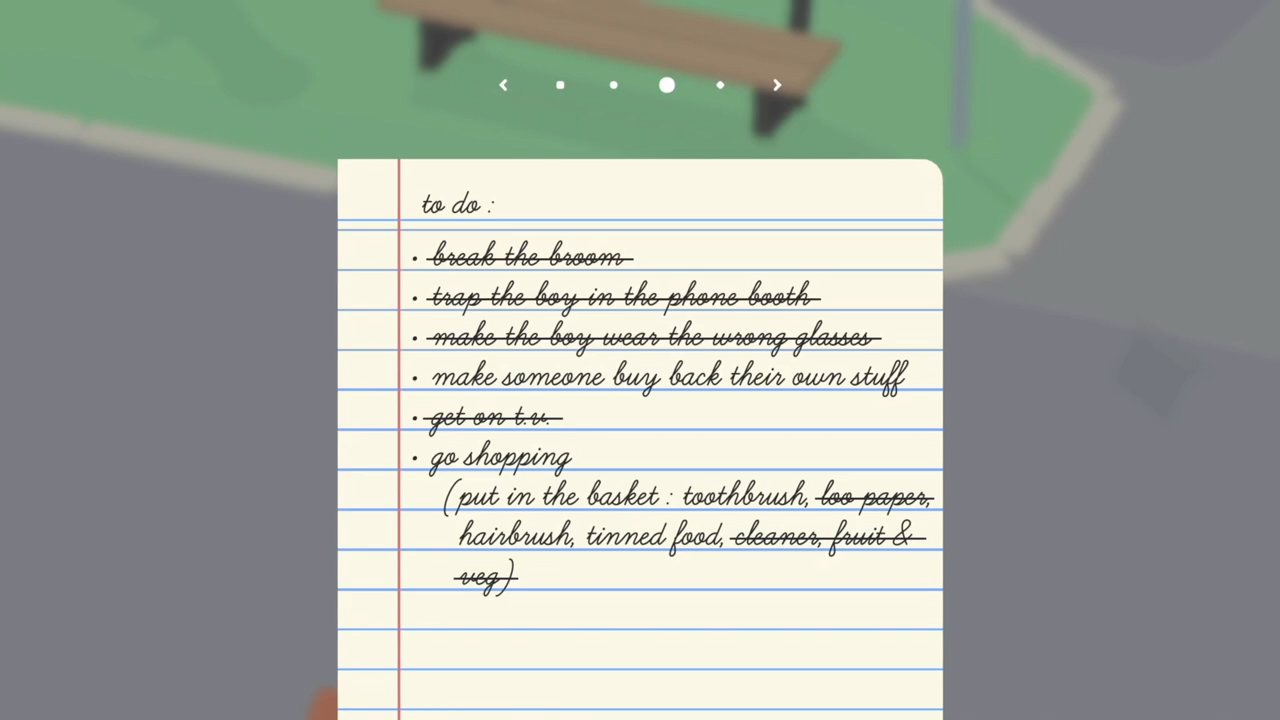 to do :
• break the broom
• trap the boy in the phone booth
• make the boy wear the wrong glasses
• make someone buy back their own stuff
• get on t.v.
• go shopping
(put in the basket : toothbrush, loo paper,
hairbrush, tinned food, cleaner, fruit &
veg)